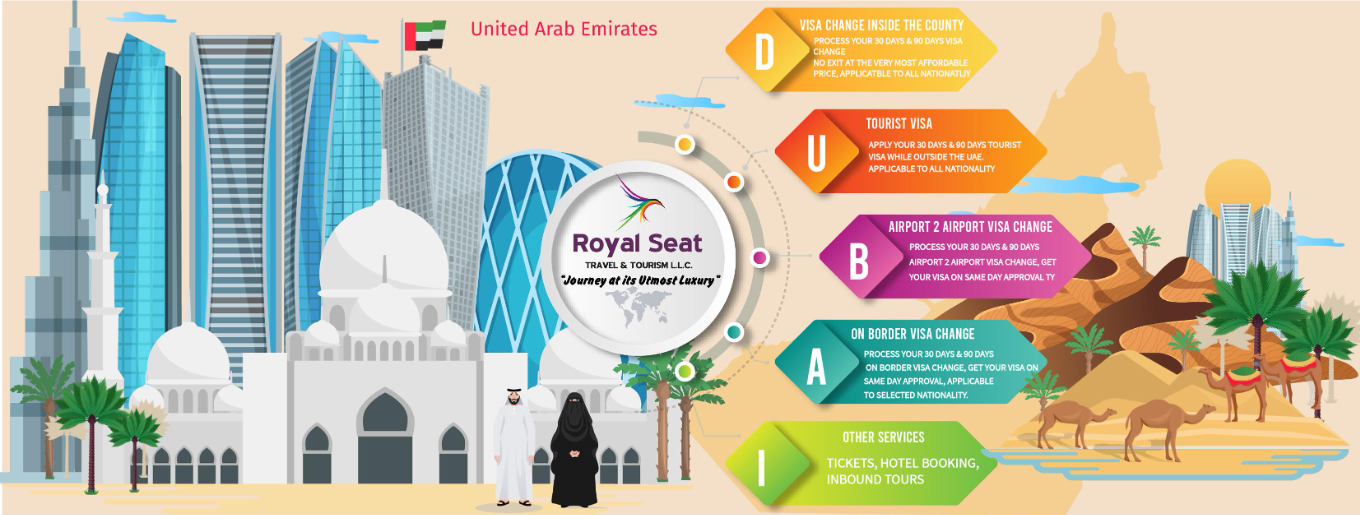 United Arab Emirates
Royal Seat
TRAVEL & TOURISM L.L.C.
"Journey at its Utmost Luxury"
D
VISA CHANGE INSIDE THE COUNTY
PROCESS YOUR 30 DAYS & 90 DAYS VISA
CHANGE
NO EXIT AT THE VERY MOST AFFORDABLE
PRICE, APPLICATBLE TO ALL NATIONATLIY
U
TOURIST VISA
APPLY YOUR 30 DAYS & 90 DAYS TOURIST
VISA WHILE OUTSIDE THE UAE.
APPLICABLE TO ALL NATIONALITY
B
AIRPORT 2 AIRPORT VISA CHANGE
PROCESS YOUR 30 DAYS & 90 DAYS
AIRPORT 2 AIRPORT VISA CHANGE, GET
YOUR VISA ON SAME DAY APPROVAL TY
A
ON BORDER VISA CHANGE
PROCESS YOUR 30 DAYS & 90 DAYS
ON BORDER VISA CHANGE, GET YOUR VISA ON
SAME DAY APPROVAL, APPLICABLE
TO SELECTED NATIONALITY.
I
OTHER SERVICES
TICKETS, HOTEL BOOKING,
INBOUND TOURS